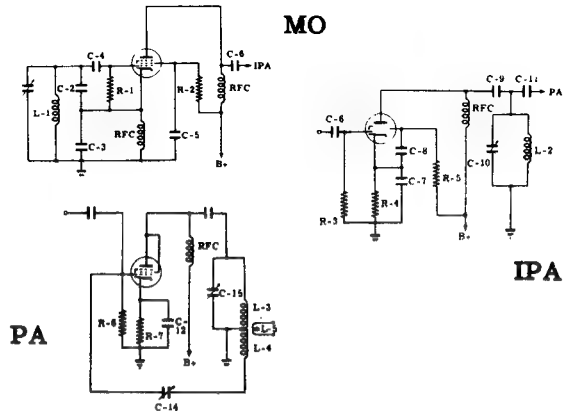 MO
C-4
C-6
IPA
C-2
R-1
R-2
RFC
L-1
C-3
RFC
C-5
B+
C-9
C-11
PA
RFC
C-6
C-8
C-10
L-2
C-7
R-5
R-3
R-4
B+
IPA
RFC
C-15
L-3
R-6
C-12
L-5
PA
R-7
B+
L-4
C-14